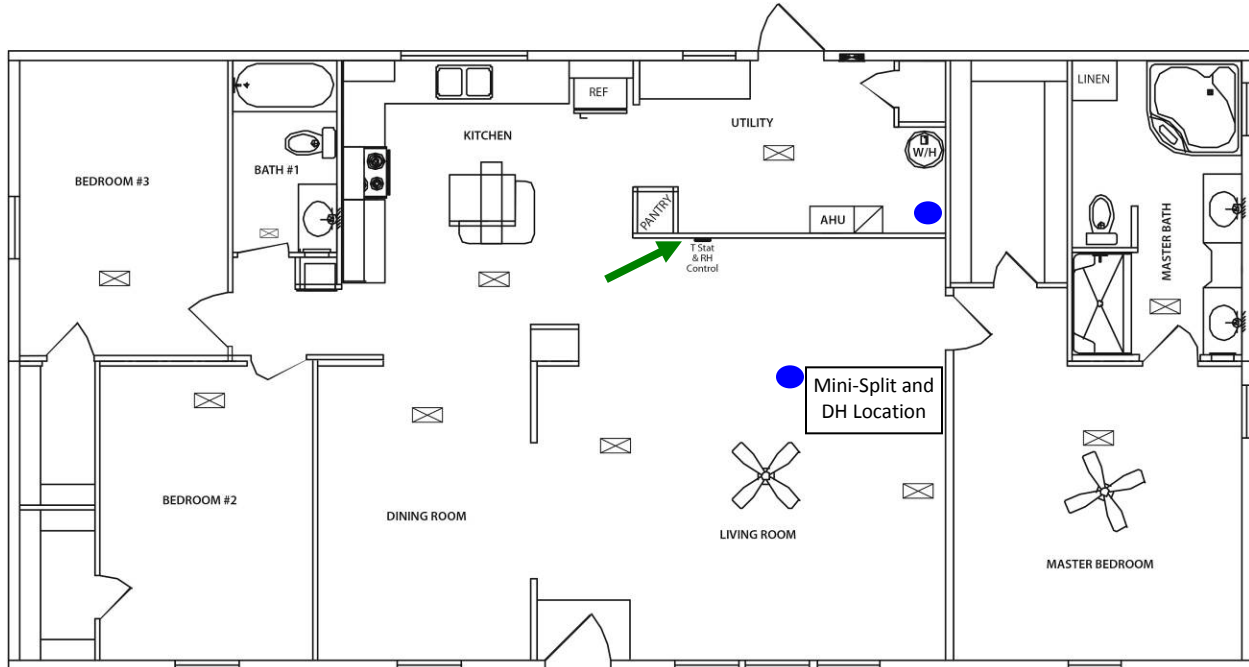 LINEN
REF
UTILITY
KITCHEN
W/H
BATH #1
BEDROOM #3
PANTRY
AHU
MASTER BATH
T Stat
& RH
Control
Mini-Split and
DH Location
BEDROOM #2
DINING ROOM
LIVING ROOM
MASTER BEDROOM